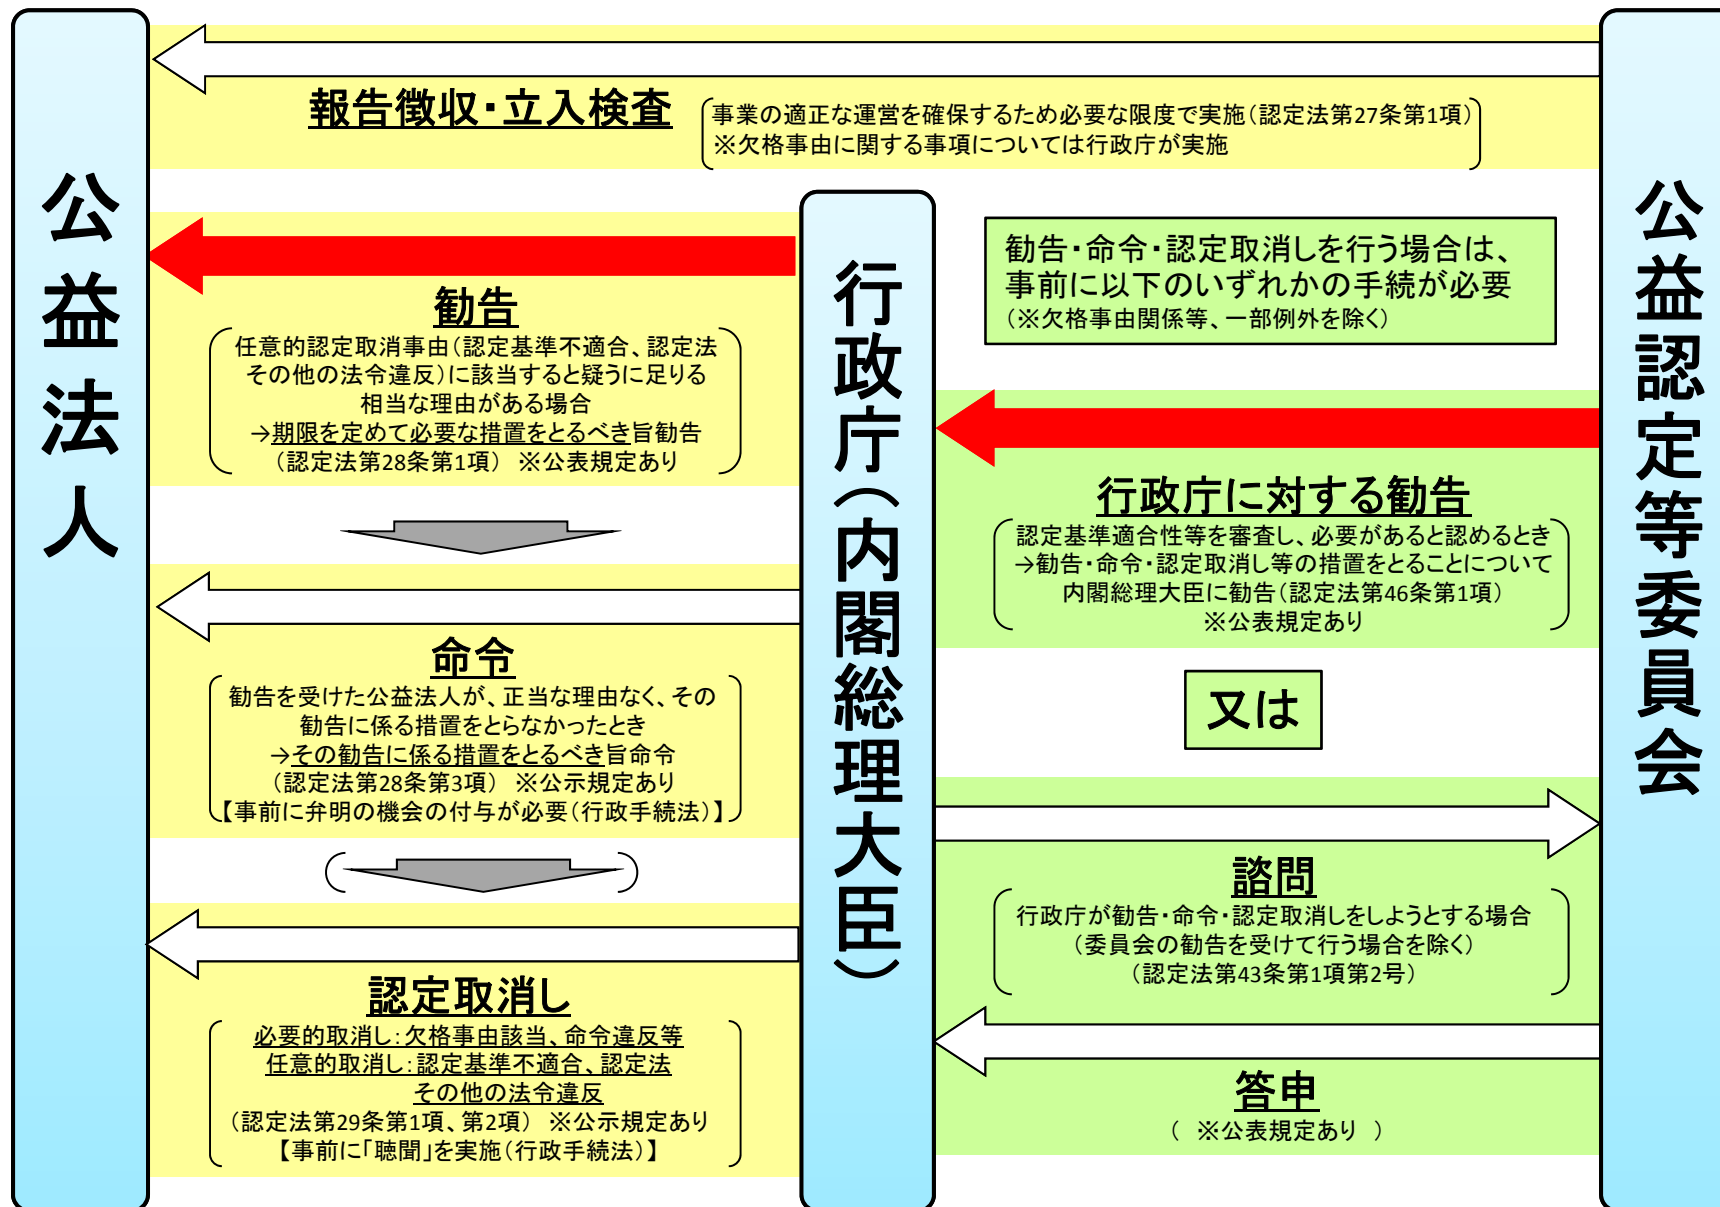 公益法人
報告徴収・立入検査
事業の適正な運営を確保するため必要な限度で実施（認定法第27条第1項）
※欠格事由に関する事項については行政庁が実施
勧告
任意的認定取消事由（認定基準不適合、認定法
その他の法令違反）に該当すると疑うに足りる
相当な理由がある場合
→期限を定めて必要な措置をとるべき旨勧告
（認定法第28条第1項）　※公表規定あり
命令
勧告を受けた公益法人が、正当な理由なく、その
勧告に係る措置をとらなかったとき
→その勧告に係る措置をとるべき旨命令
（認定法第28条第3項）　※公示規定あり
【事前に弁明の機会の付与が必要（行政手続法）】
認定取消し
必要的取消し：欠格事由該当、命令違反等
任意的取消し：認定基準不適合、認定法
その他の法令違反
（認定法第29条第1項、第2項）　※公示規定あり
【事前に「聴聞」を実施（行政手続法）】
行政庁（内閣総理大臣）
勧告・命令・認定取消しを行う場合は、
事前に以下のいずれかの手続が必要
（※欠格事由関係等、一部例外を除く）
行政庁に対する勧告
認定基準適合性等を審査し、必要があると認めるとき
→勧告・命令・認定取消し等の措置をとることについて
内閣総理大臣に勧告（認定法第46条第1項）
※公表規定あり
又は
諮問
行政庁が勧告・命令・認定取消しをしようとする場合
（委員会の勧告を受けて行う場合を除く）
（認定法第43条第1項第2号）
答申
（　※公表規定あり　）
公益認定等委員会